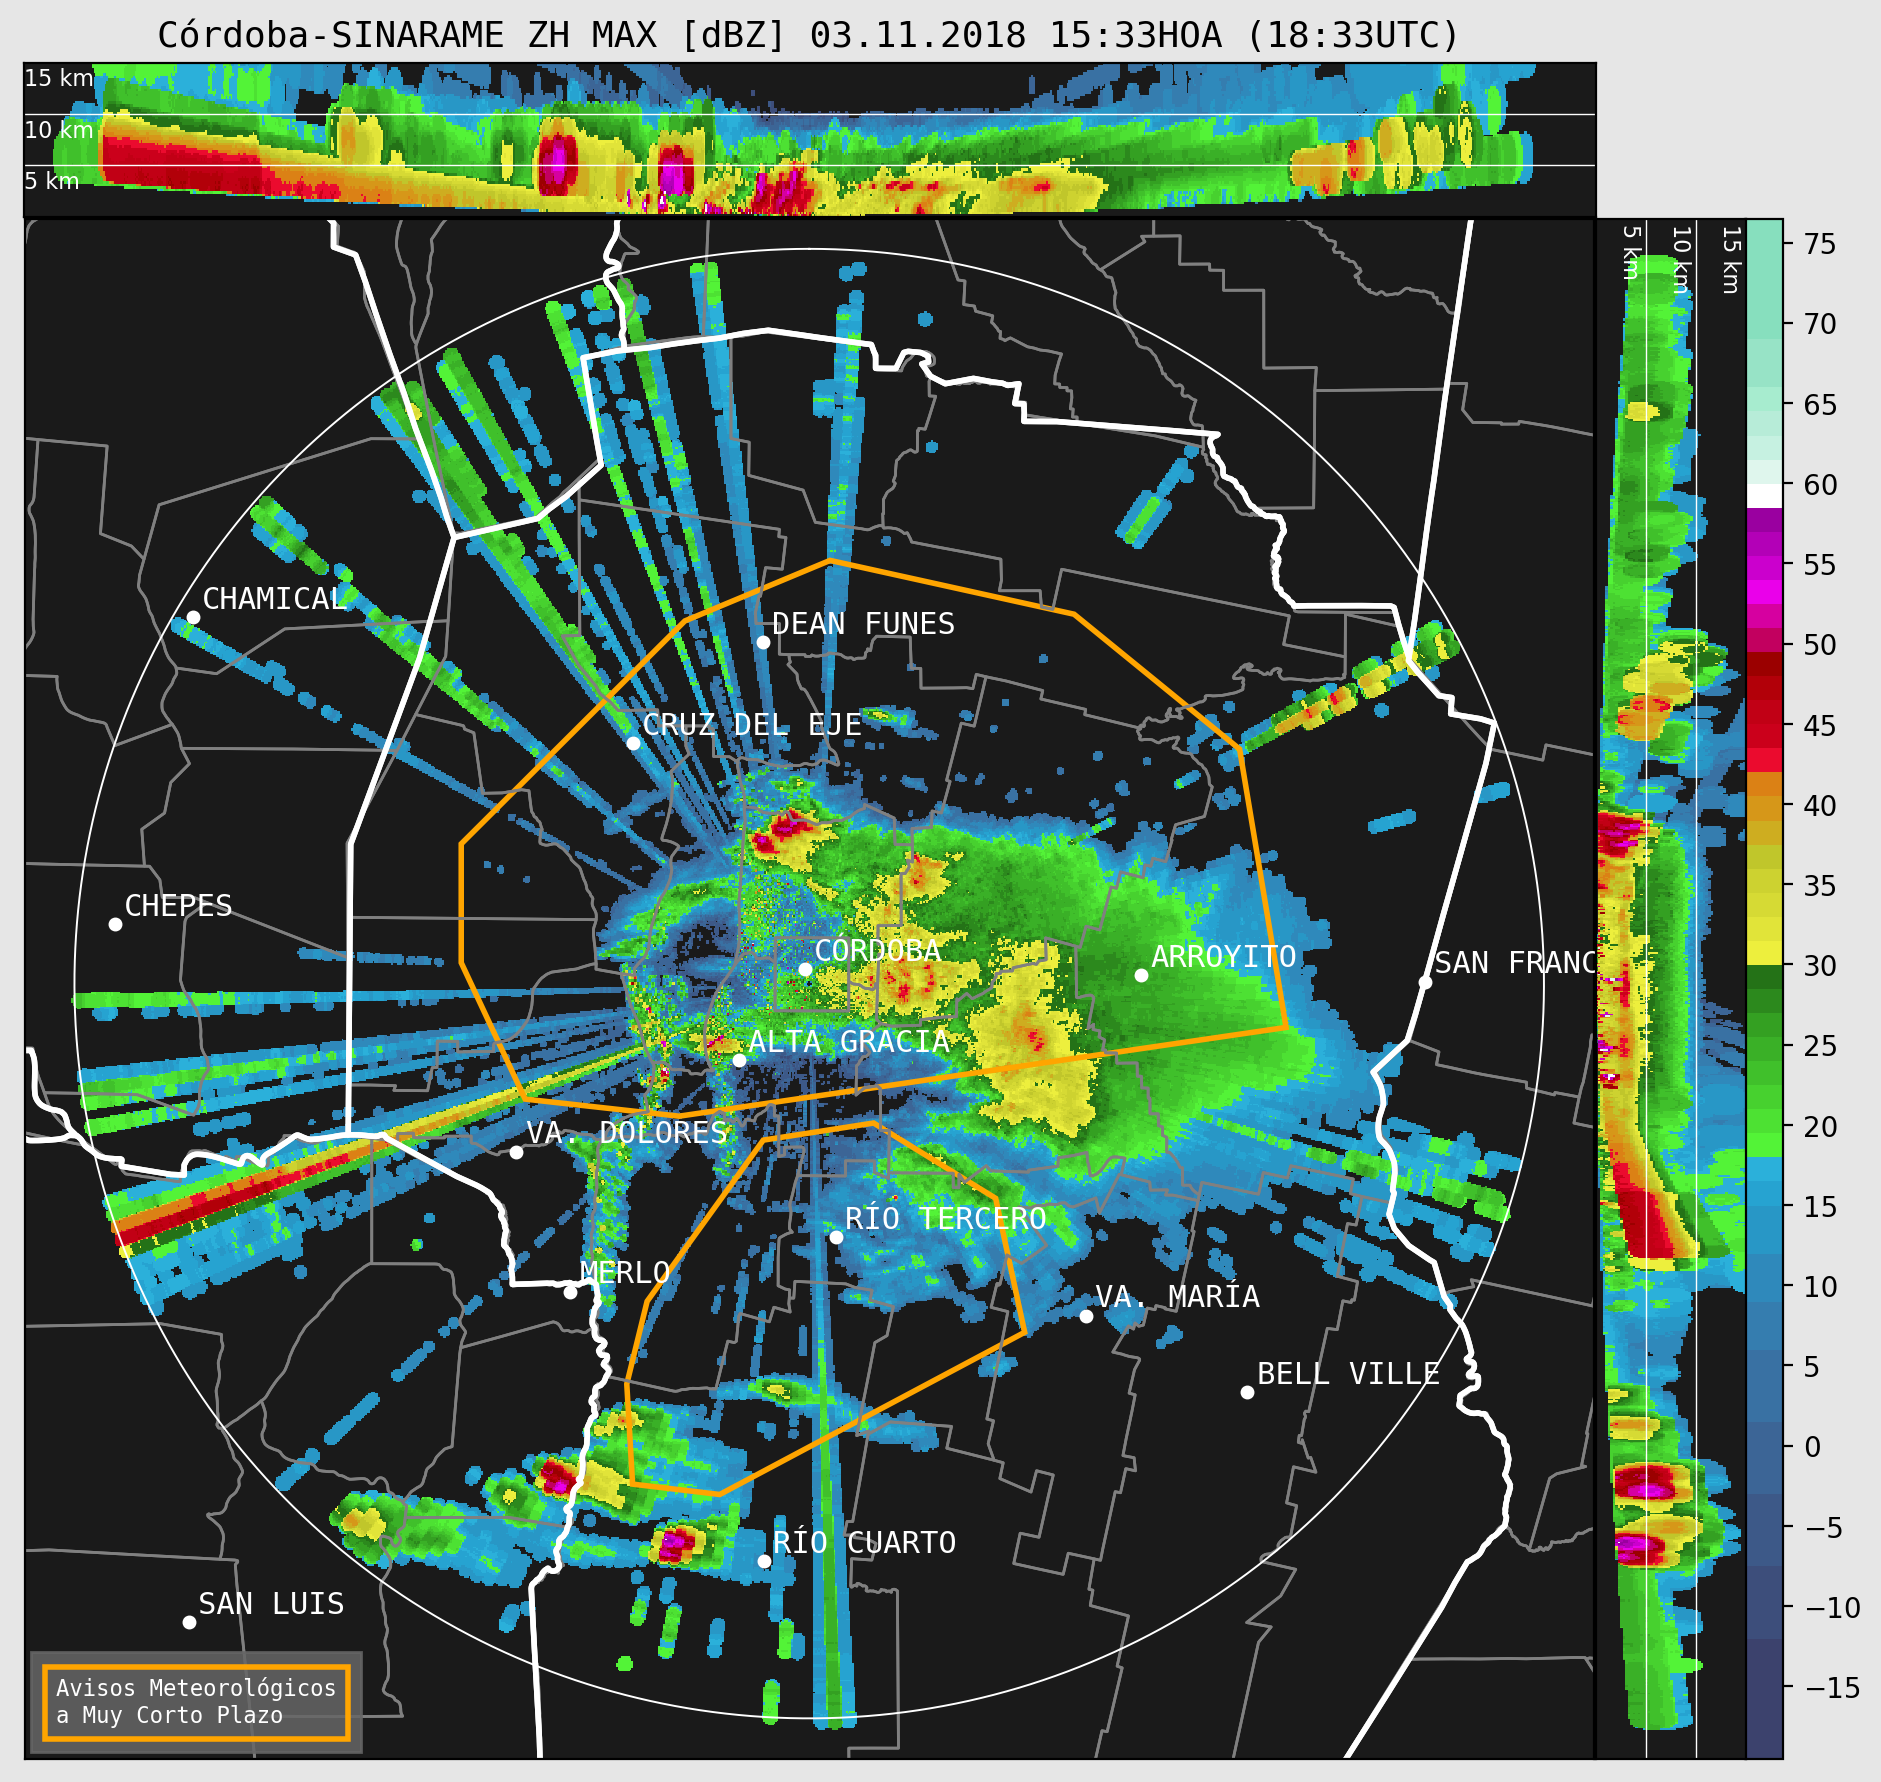 Córdoba-SINARAME ZH MAX [dBZ] 03.11.2018 15:33HOA (18:33UTC)
15 km
10 km
5 km
5 km
10 km
15 km
75
70
65
60
55
50
45
40
35
30
25
20
15
10
5
0
−5
−10
−15
CHAMICAL
DEAN FUNES
CRUZ DEL EJE
CHEPES
CÓRDOBA
ARROYITO
SAN FRANC
ALTA GRACIA
VA. DOLORES
RÍO TERCERO
MERLO
VA. MARÍA
BELL VILLE
RÍO CUARTO
SAN LUIS
Avisos Meteorológicos
a Muy Corto Plazo